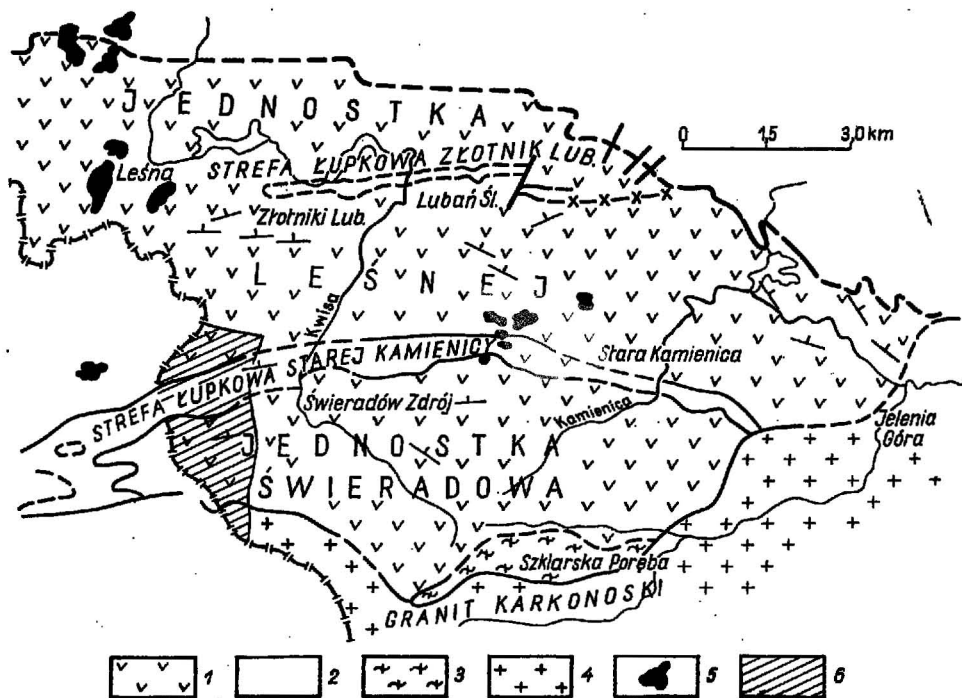 JEDNOSTKA
0 1,5 3,0 km
STREFA ŁUPKOWA ZŁOTNIK LUB.
Leśna
Złotniki Lub.
Lubań Śl.
LEŚNEJ
Kwisa
STREFA ŁUPKOWA STAREJ KAMIENICY
Stara Kamienica
Świeradów Zdrój
Kamienica
Jelenia
Góra
JEDNOSTKA
ŚWIERADOWA
Szklarska Poręba
GRANIT KARKONOSKI
1 2 3 4 5 6